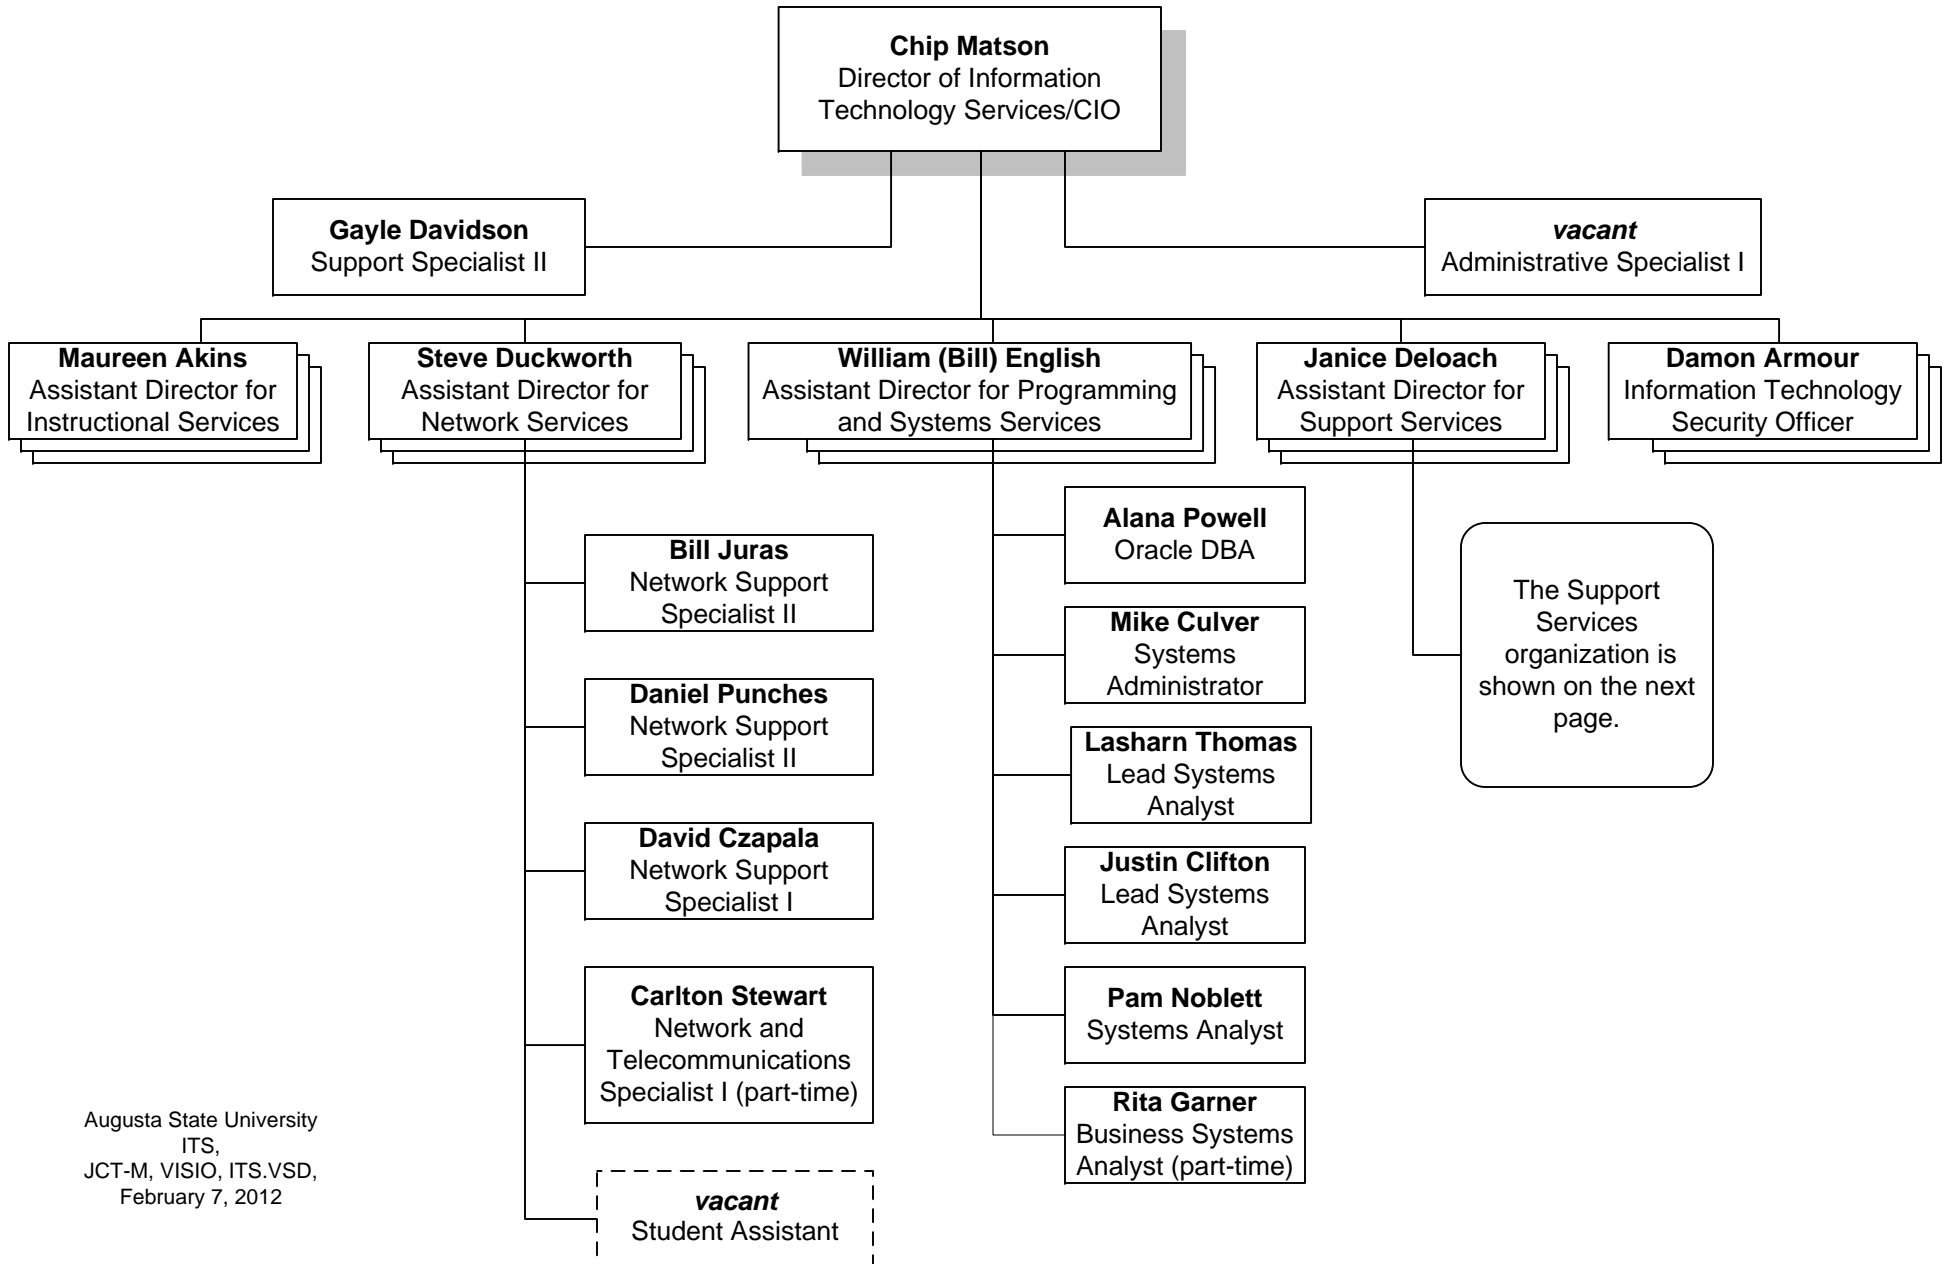 Chip Matson
Director of Information
Technology Services/CIO
Gayle Davidson
Support Specialist II
vacant
Administrative Specialist I
Maureen Akins
Assistant Director for
Instructional Services
Steve Duckworth
Assistant Director for
Network Services
William (Bill) English
Assistant Director for Programming
and Systems Services
Janice Deloach
Assistant Director for
Support Services
Damon Armour
Information Technology
Security Officer
Bill Juras
Network Support
Specialist II
Daniel Punches
Network Support
Specialist II
David Czapala
Network Support
Specialist I
Carlton Stewart
Network and
Telecommunications
Specialist I (part-time)
vacant
Student Assistant
Alana Powell
Oracle DBA
Mike Culver
Systems
Administrator
Lasharn Thomas
Lead Systems
Analyst
Justin Clifton
Lead Systems
Analyst
Pam Noblett
Systems Analyst
Rita Garner
Business Systems
Analyst (part-time)
The Support
Services
organization is
shown on the next
page.
Augusta State University
ITS,
JCT-M, VISIO, ITS.VSD,
February 7, 2012